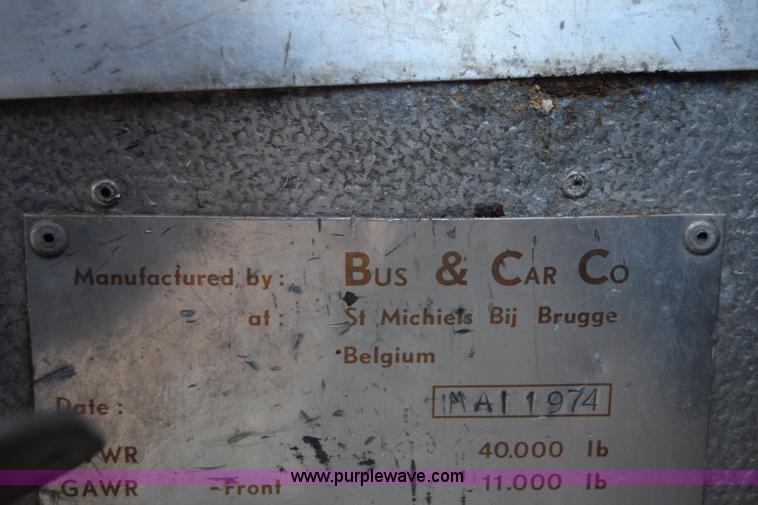 Manufactured by: Bus & Car Co
at: St Michiels Bij Brugge
Belgium
Date: MAI 1974
WR 40.000 lb
GAWR -Front 11.000 lb
www.purplewave.com